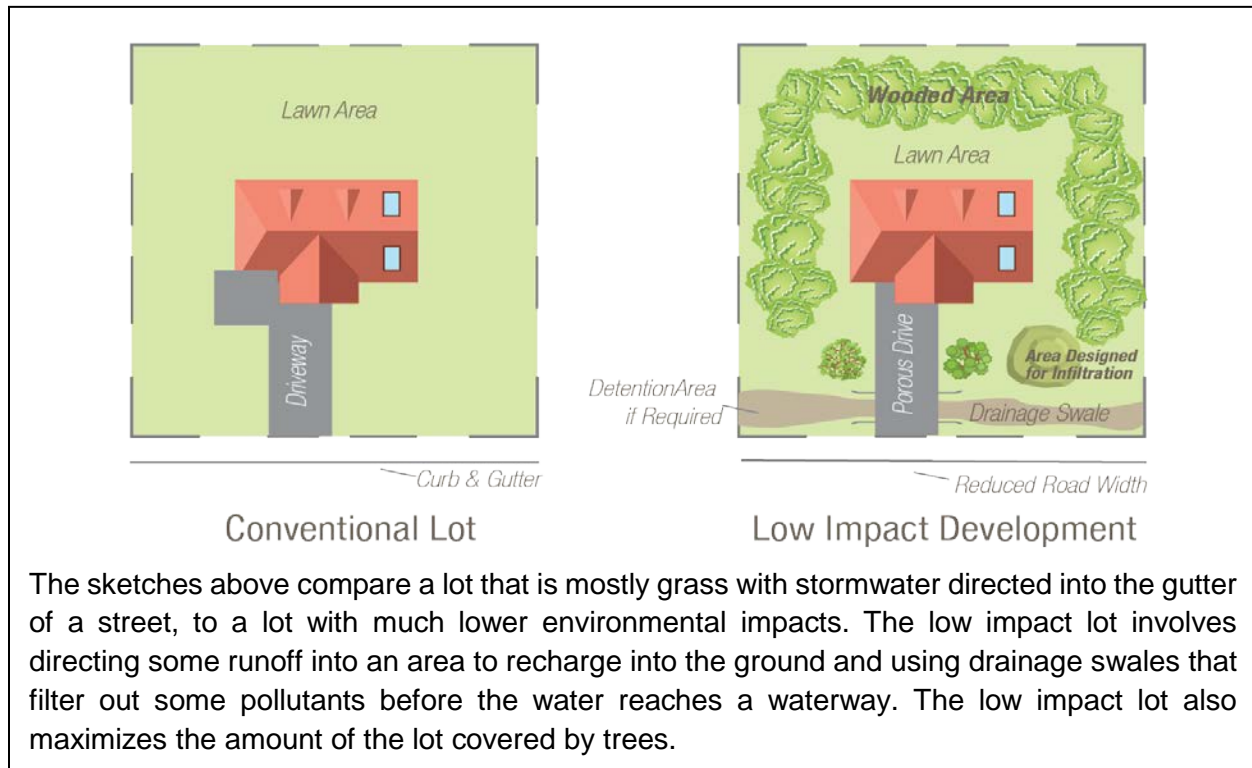 Lawn Area
Driveway
Curb & Gutter
Conventional Lot
Wooded Area
Lawn Area
Porous Drive
Area Designed
for Infiltration
DetentionArea
if Required
Drainage Swale
Reduced Road Width
Low Impact Development
The sketches above compare a lot that is mostly grass with stormwater directed into the gutter
of a street, to a lot with much lower environmental impacts. The low impact lot involves
directing some runoff into an area to recharge into the ground and using drainage swales that
filter out some pollutants before the water reaches a waterway. The low impact lot also
maximizes the amount of the lot covered by trees.